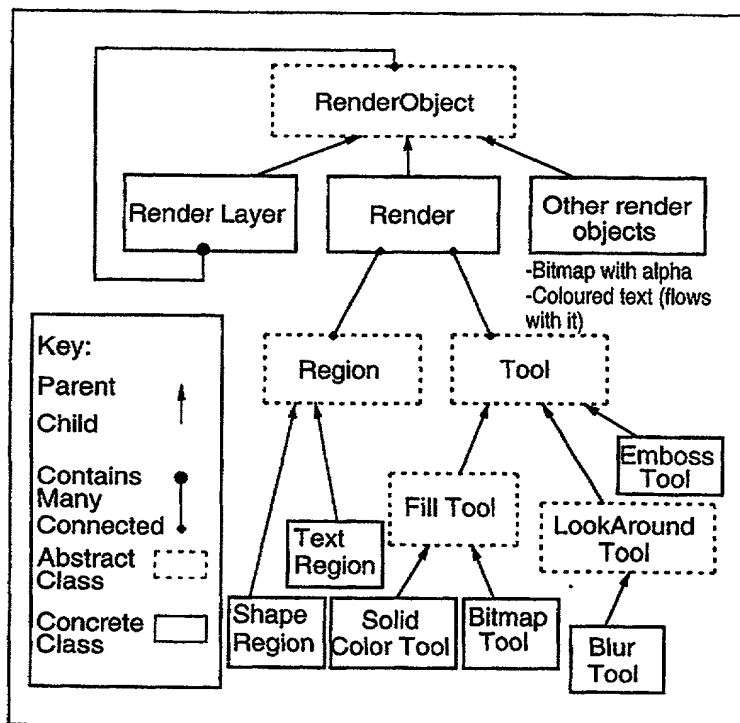 RenderObject
Render Layer
Render
Other render
objects
-Bitmap with alpha
-Coloured text (flows
with it)
Key:
Parent
Child
Contains
Many
Connected
Abstract
Class
Concrete
Class
Region
Tool
Emboss
Tool
Fill Tool
LookAround
Tool
Text
Region
Shape
Region
Solid
Color Tool
Bitmap
Tool
Blur
Tool